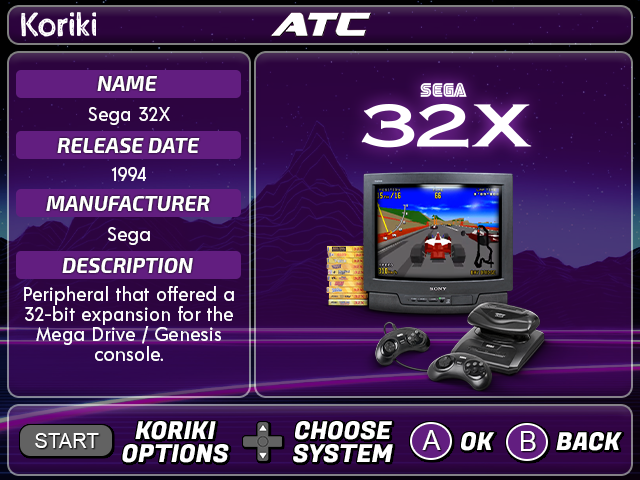 Koriki
ATC
NAME
Sega 32X
RELEASE DATE
1994
MANUFACTURER
Sega
DESCRIPTION
Peripheral that offered a
32-bit expansion for the
Mega Drive / Genesis
console.
SEGA
32X
66
SONY
START
KORIKI
OPTIONS
CHOOSE
SYSTEM
A
OK
B
BACK